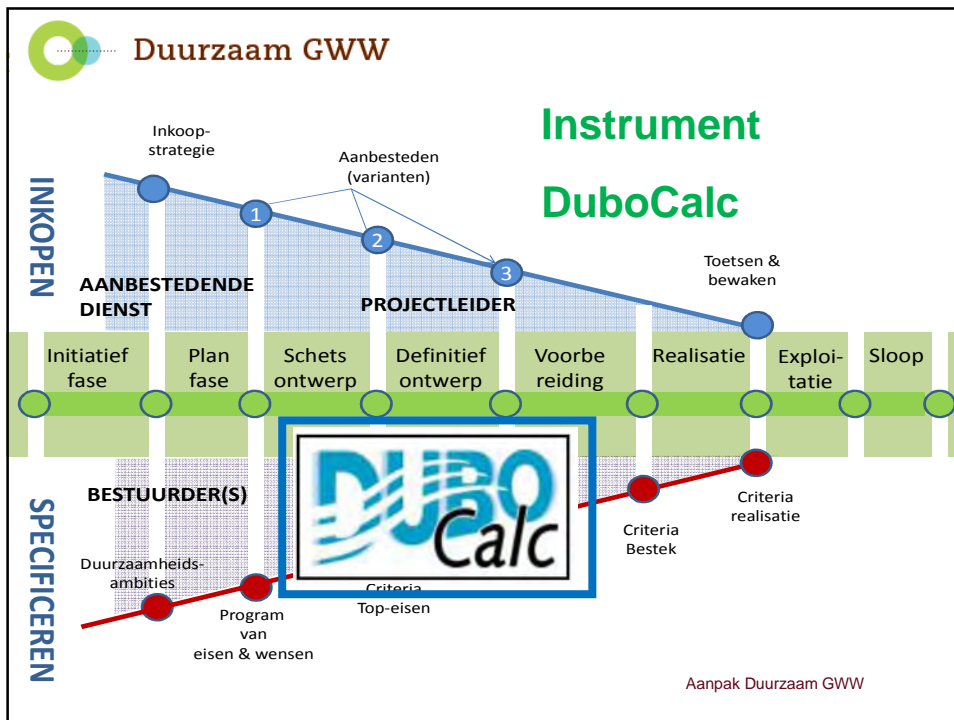 Duurzaam GWW
Instrument
DuboCalc
Inkoop-
strategie
Aanbesteden
(varianten)
1
2
3
Toetsen &
bewaken
INKOPEN
AANBESTEDENDE
DIENST
PROJECTLEIDER
Initiatief
fase
Plan
fase
Schets
ontwerp
Definitief
ontwerp
Voorbe
reiding
Realisatie
Exploi-
tatie
Sloop
SPECIFICEREN
BESTUURDER(S)
DUBO
Calc
Duurzaamheids-
ambities
Program
van
eisen & wensen
Criteria
Top-eisen
Criteria
Bestek
Criteria
realisatie
Aanpak Duurzaam GWW